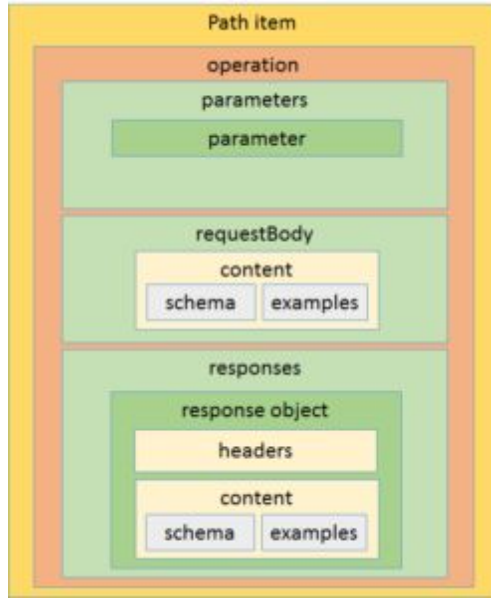 Path item
operation
parameters
parameter
requestBody
content
schema examples
responses
response object
headers
content
schema examples